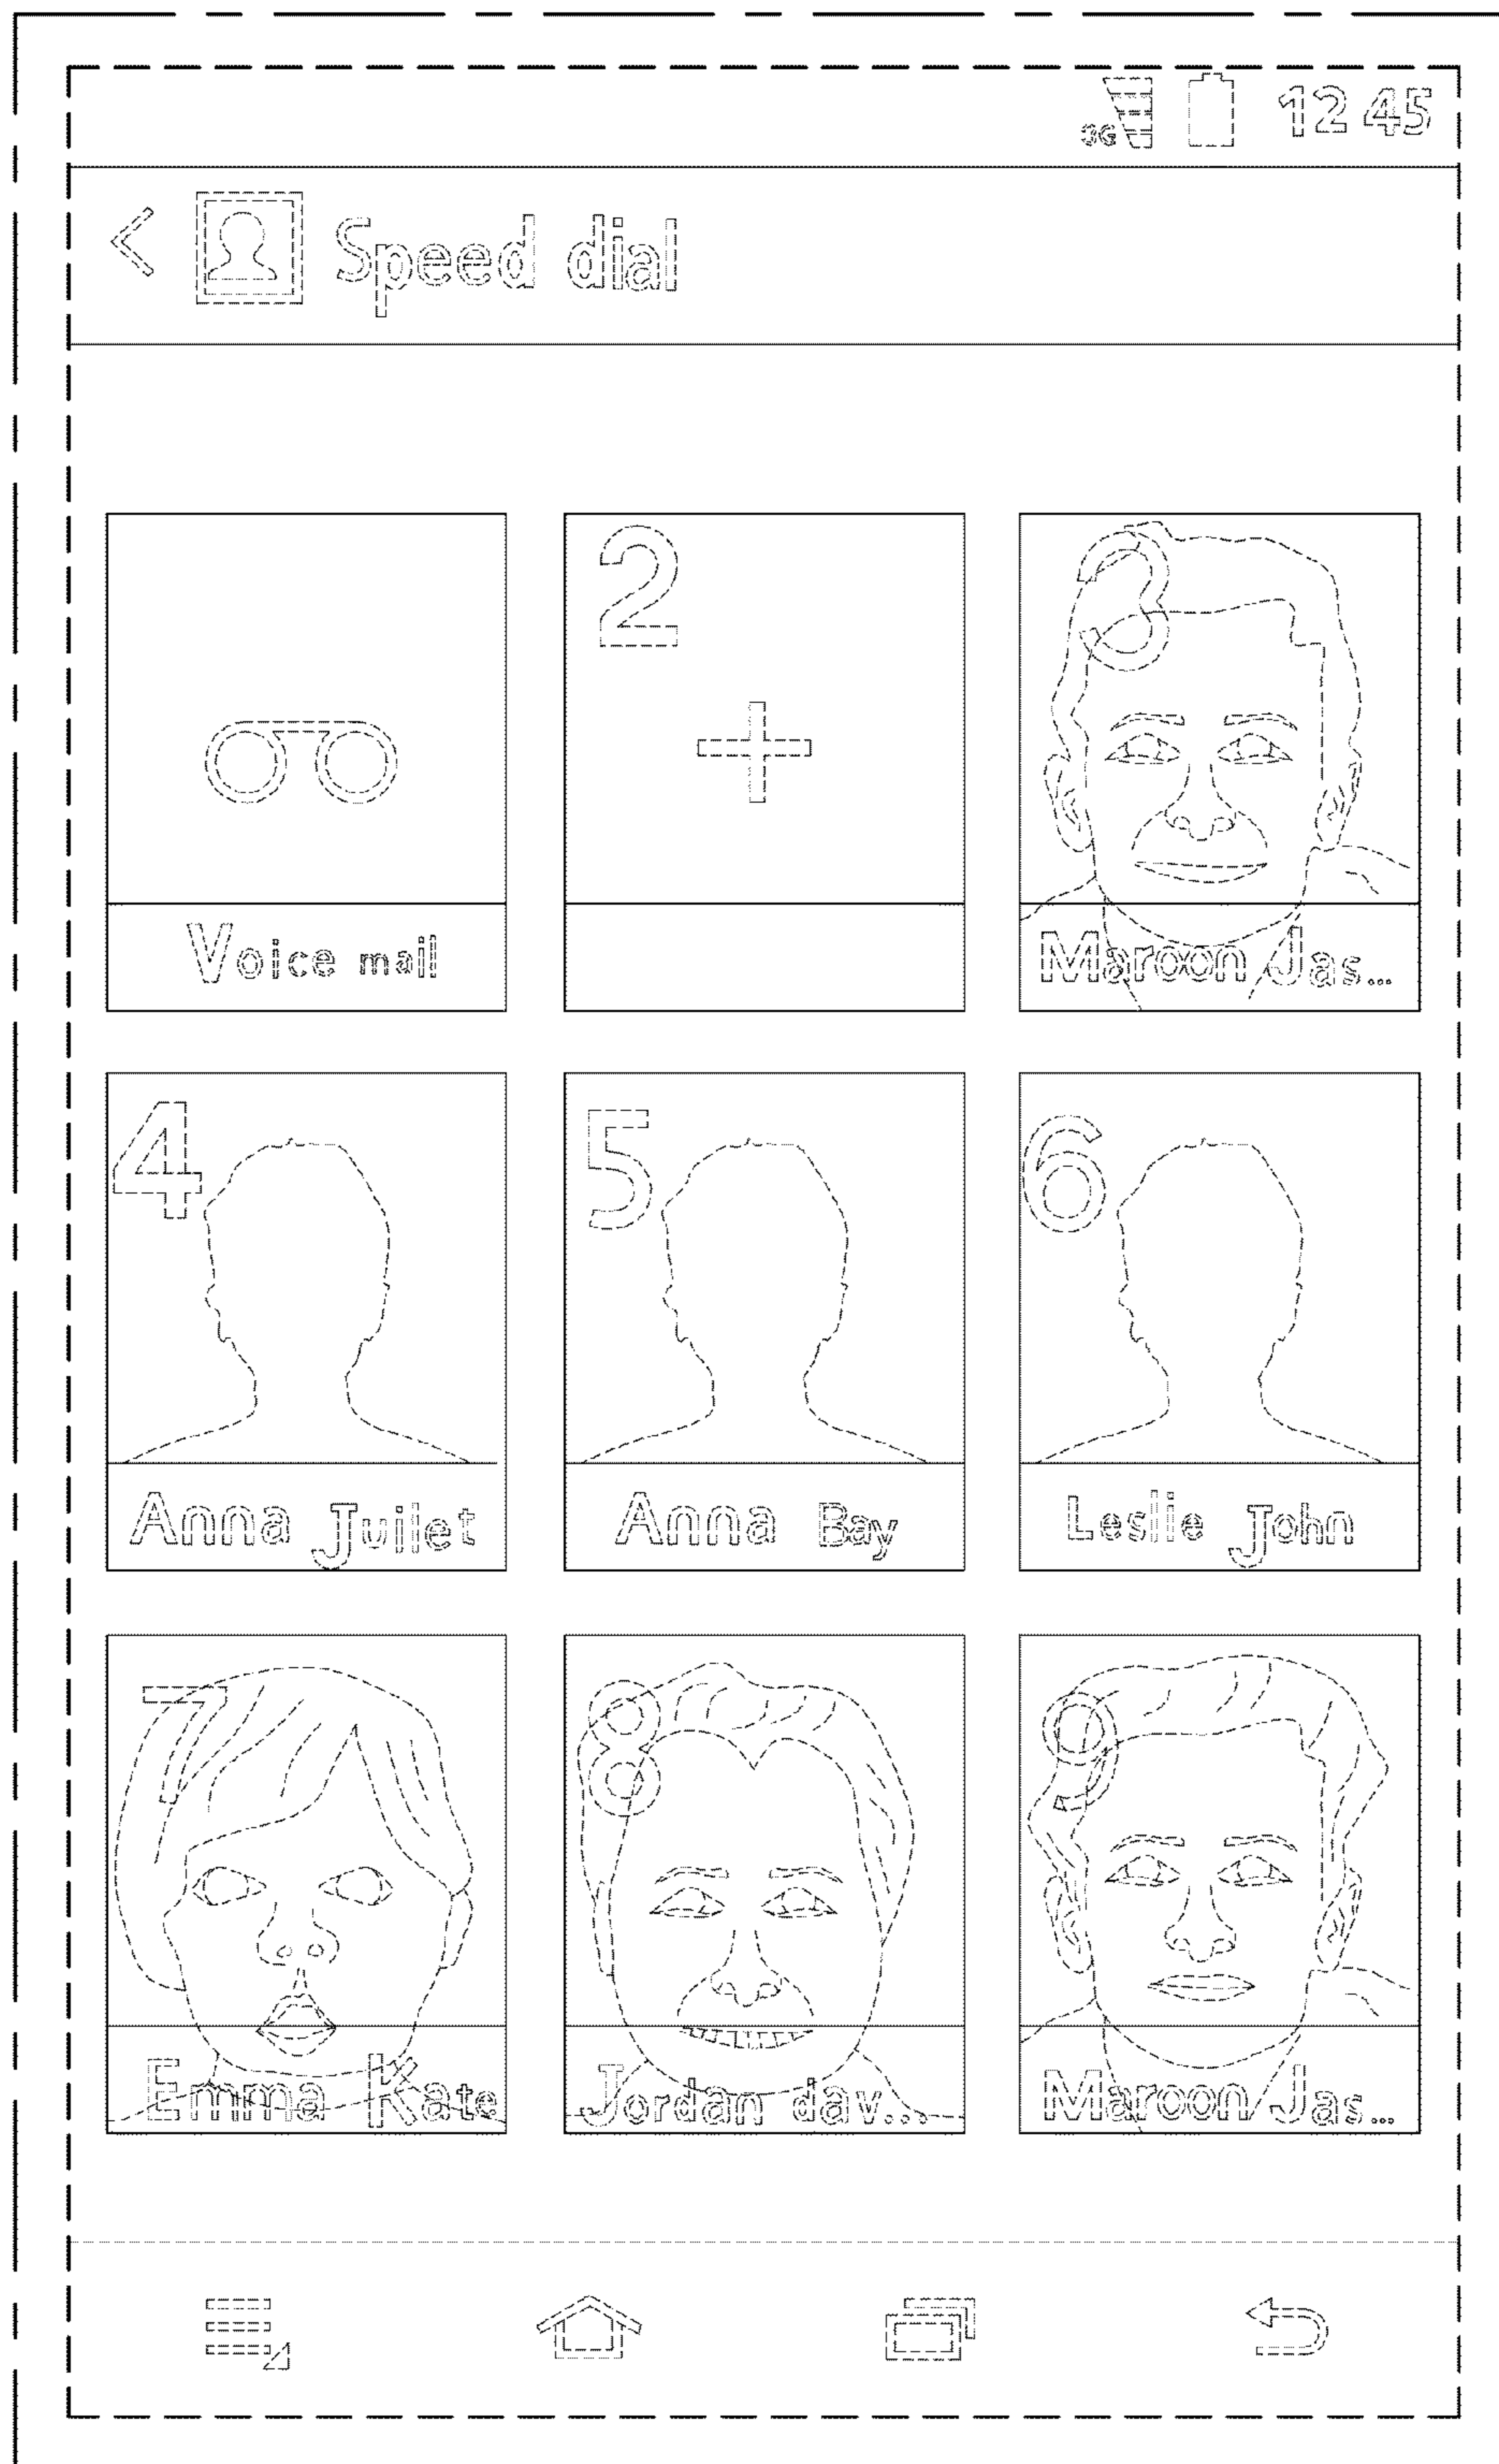 3G 12 45
Speed dial
2
3
Voice mail
Maroon Jas...
4
5
6
Anna Juilet
Anna Bay
Leslie John
7
8
9
Emma Kate
Jordan dav...
Maroon Jas...